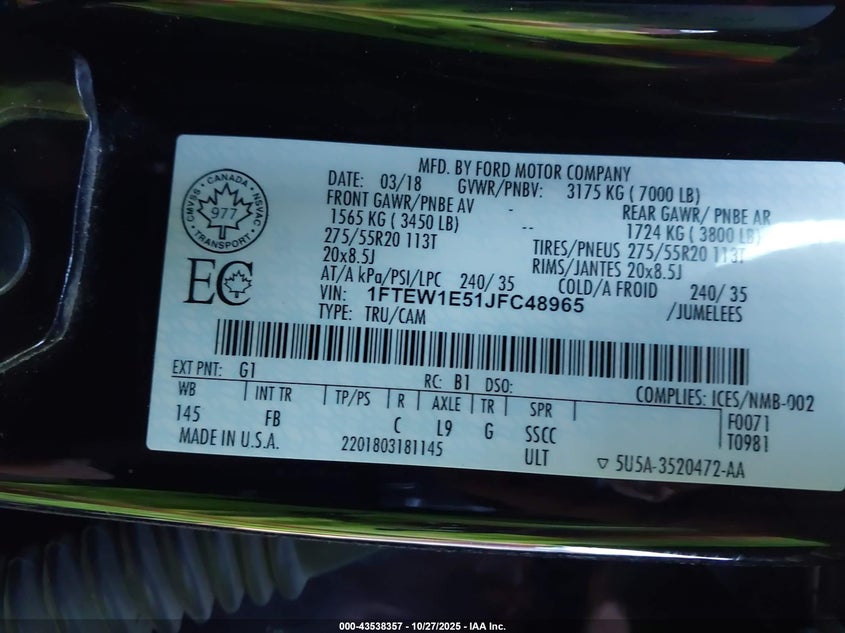 MFD. BY FORD MOTOR COMPANY
DATE: 03/18 GVWR/PNBV: 3175 KG ( 7000 LB)
FRONT GAWR/PNBE AV - REAR GAWR/ PNBE AR
1565 KG ( 3450 LB) -- 1724 KG ( 3800 LB)
275/55R20 113T TIRES/PNEUS 275/55R20 113T
20x8.5J RIMS/JANTES 20x8.5J
AT/A kPa/PSI/LPC 240/ 35 COLD/A FROID 240/ 35
VIN: 1FTEW1E51JFC48965 /JUMELEES
TYPE: TRU/CAM
CMVSS • CANADA • NSVAC • TRANSPORT •
977
EC
EXT PNT: G1 RC: B1 DSO: COMPLIES: ICES/NMB-002
WB INT TR TP/PS R AXLE TR SPR F0071
145 FB C L9 G SSCC T0981
MADE IN U.S.A. 2201803181145 ULT 5U5A-3520472-AA
000-43538357 - 10/27/2025 - IAA Inc.